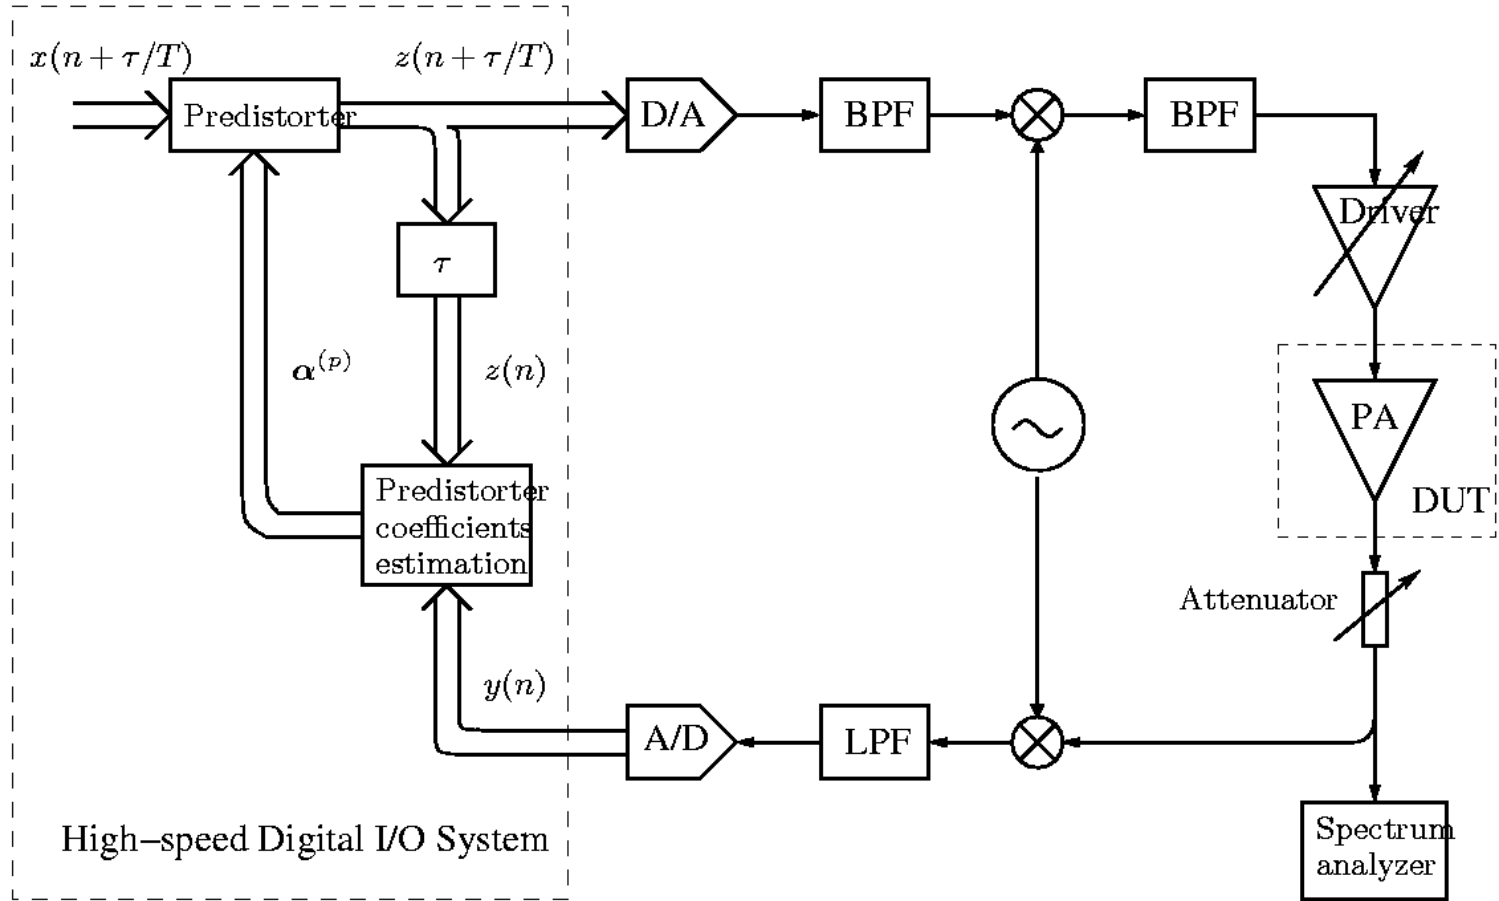 x(n + τ/T)
z(n + τ/T)
Predistorter
D/A
BPF
BPF
Driver
τ
α^{(p)}
z(n)
PA
DUT
Predistorter
coefficients
estimation
Attenuator
y(n)
A/D
LPF
High–speed Digital I/O System
Spectrum
analyzer